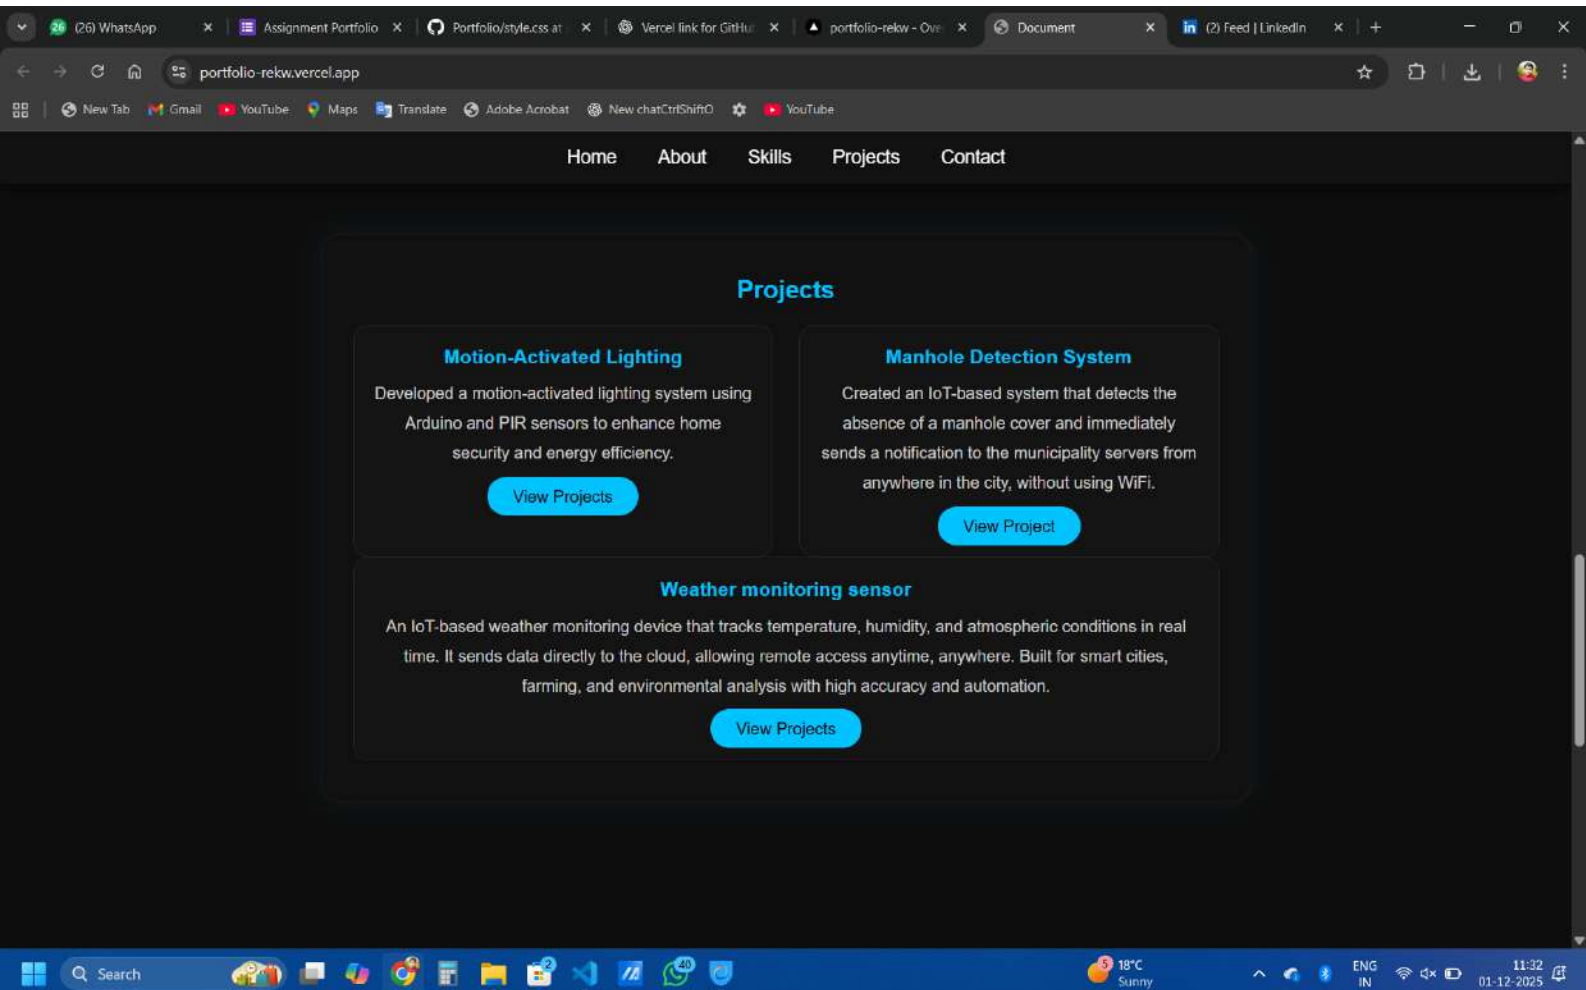 26 (26) WhatsApp
Assignment Portfolio
Portfolio/style.css at
Vercel link for GitHu
portfolio-rekw - Ove
Document
in (2) Feed | LinkedIn
portfolio-rekw.vercel.app
New Tab
Gmail
YouTube
Maps
Translate
Adobe Acrobat
New chatCtrlShiftO
YouTube
Home About Skills Projects Contact
Projects
Motion-Activated Lighting
Developed a motion-activated lighting system using
Arduino and PIR sensors to enhance home
security and energy efficiency.
View Projects
Manhole Detection System
Created an IoT-based system that detects the
absence of a manhole cover and immediately
sends a notification to the municipality servers from
anywhere in the city, without using WiFi.
View Project
Weather monitoring sensor
An IoT-based weather monitoring device that tracks temperature, humidity, and atmospheric conditions in real
time. It sends data directly to the cloud, allowing remote access anytime, anywhere. Built for smart cities,
farming, and environmental analysis with high accuracy and automation.
View Projects
Search
2
40
5
18°C
Sunny
ENG
IN
11:32
01-12-2025